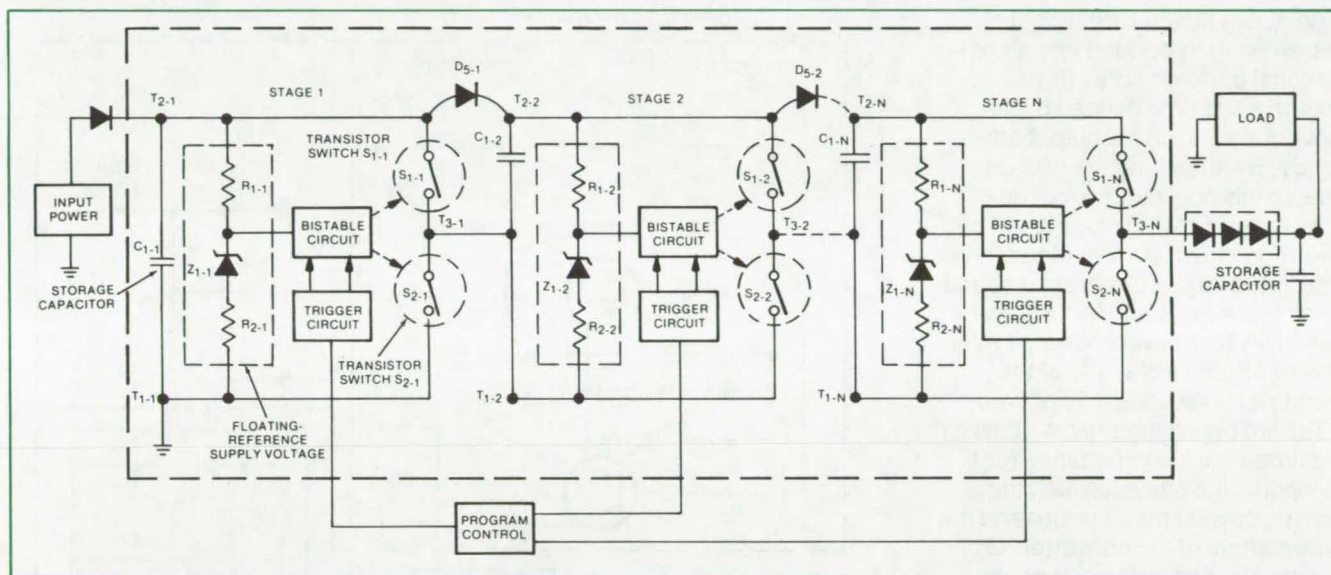 D5-1
D5-2
T2-1
STAGE 1
T2-2
STAGE 2
T2-N
STAGE N
LOAD
TRANSISTOR
SWITCH S1-1
C1-2
C1-N
INPUT
POWER
R1-1
S1-1
R1-2
S1-2
R1-N
S1-N
C1-1
BISTABLE
CIRCUIT
T3-1
BISTABLE
CIRCUIT
T3-2
BISTABLE
CIRCUIT
T3-N
Z1-1
Z1-2
Z1-N
STORAGE
CAPACITOR
S2-1
S2-2
S2-N
STORAGE
CAPACITOR
R2-1
TRIGGER
CIRCUIT
R2-2
TRIGGER
CIRCUIT
R2-N
TRIGGER
CIRCUIT
TRANSISTOR
SWITCH S2-1
T1-1
T1-2
T1-N
FLOATING-
REFERENCE
SUPPLY VOLTAGE
PROGRAM
CONTROL